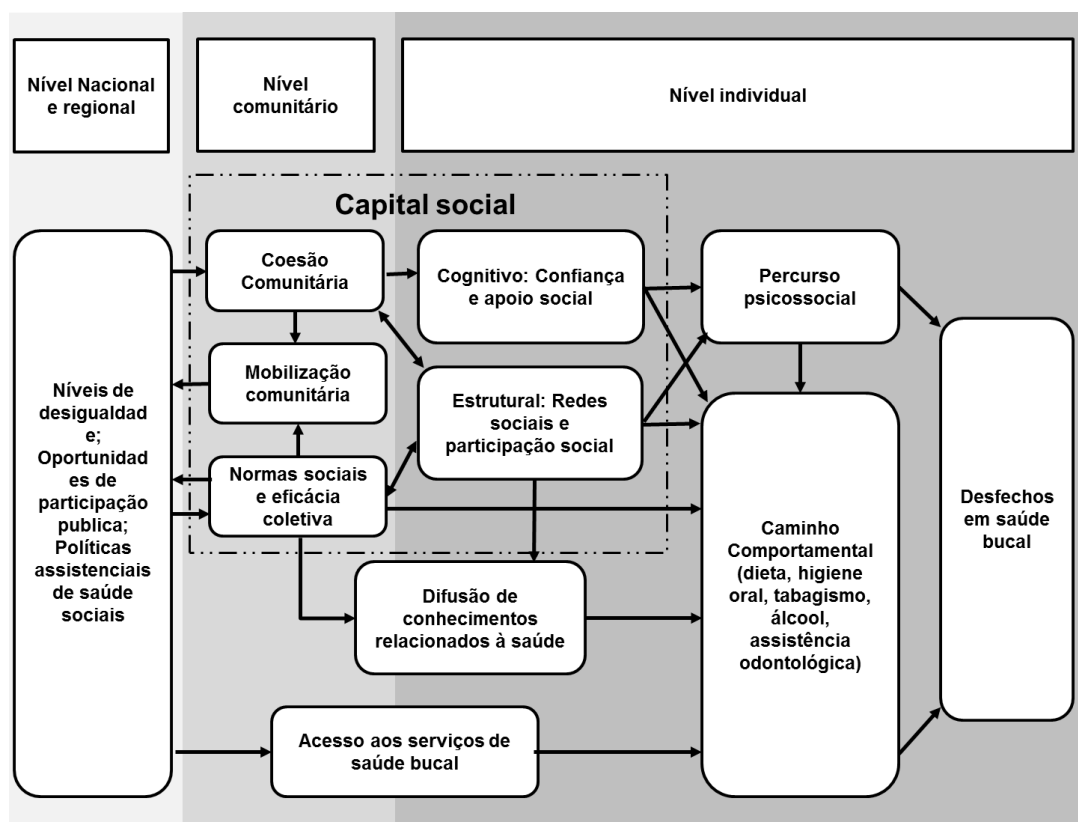 Nível Nacional
e regional
Nível
comunitário
Nível individual
Capital social
Níveis de
desigualdad
e;
Oportunidad
es de
participação
publica;
Políticas
assistenciais
de saúde
sociais
Coesão
Comunitária
Mobilização
comunitária
Normas sociais
e eficácia
coletiva
Cognitivo: Confiança
e apoio social
Estrutural: Redes
sociais e
participação social
Difusão de
conhecimentos
relacionados à saúde
Acesso aos serviços de
saúde bucal
Percurso
psicossocial
Caminho
Comportamental
(dieta, higiene
oral, tabagismo,
álcool,
assistência
odontológica)
Desfechos
em saúde
bucal